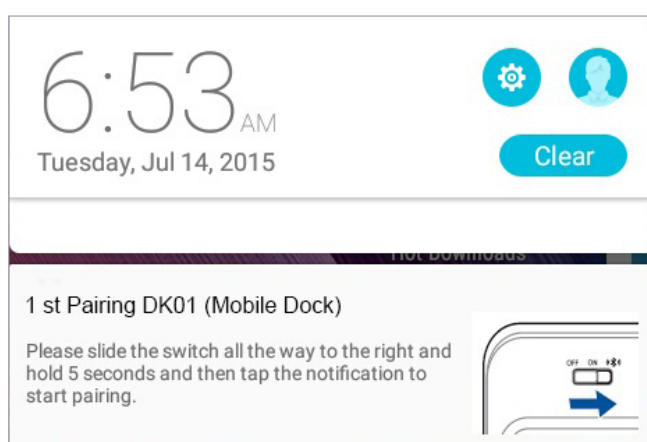 6:53 AM
Tuesday, Jul 14, 2015
Clear
Hot Downloads
1 st Pairing DK01 (Mobile Dock)
Please slide the switch all the way to the right and
hold 5 seconds and then tap the notification to
start pairing.
OFF ON